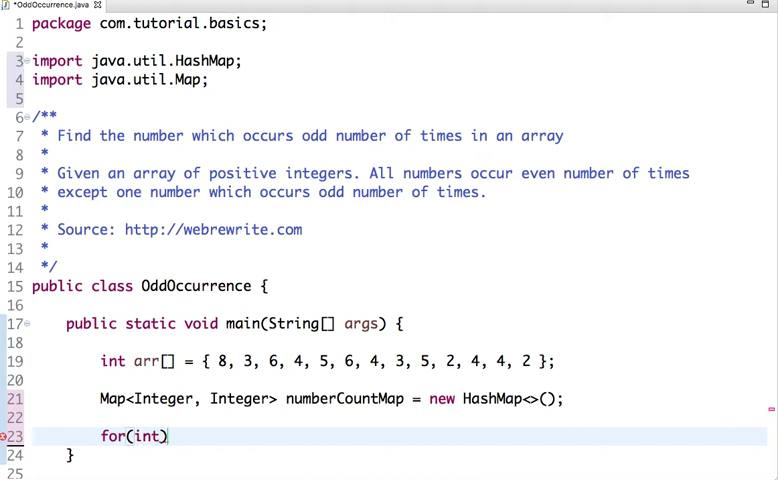 *OddOccurrence.java
1 package com.tutorial.basics;
2
3 import java.util.HashMap;
4 import java.util.Map;
5
6 /**
7 * Find the number which occurs odd number of times in an array
8 *
9 * Given an array of positive integers. All numbers occur even number of times
10 * except one number which occurs odd number of times.
11 *
12 * Source: http://webrewrite.com
13 *
14 */
15 public class OddOccurrence {
16
17 public static void main(String[] args) {
18
19 int arr[] = { 8, 3, 6, 4, 5, 6, 4, 3, 5, 2, 4, 4, 2 };
20
21 Map<Integer, Integer> numberCountMap = new HashMap<>();
22
23 for(int)
24 }
25